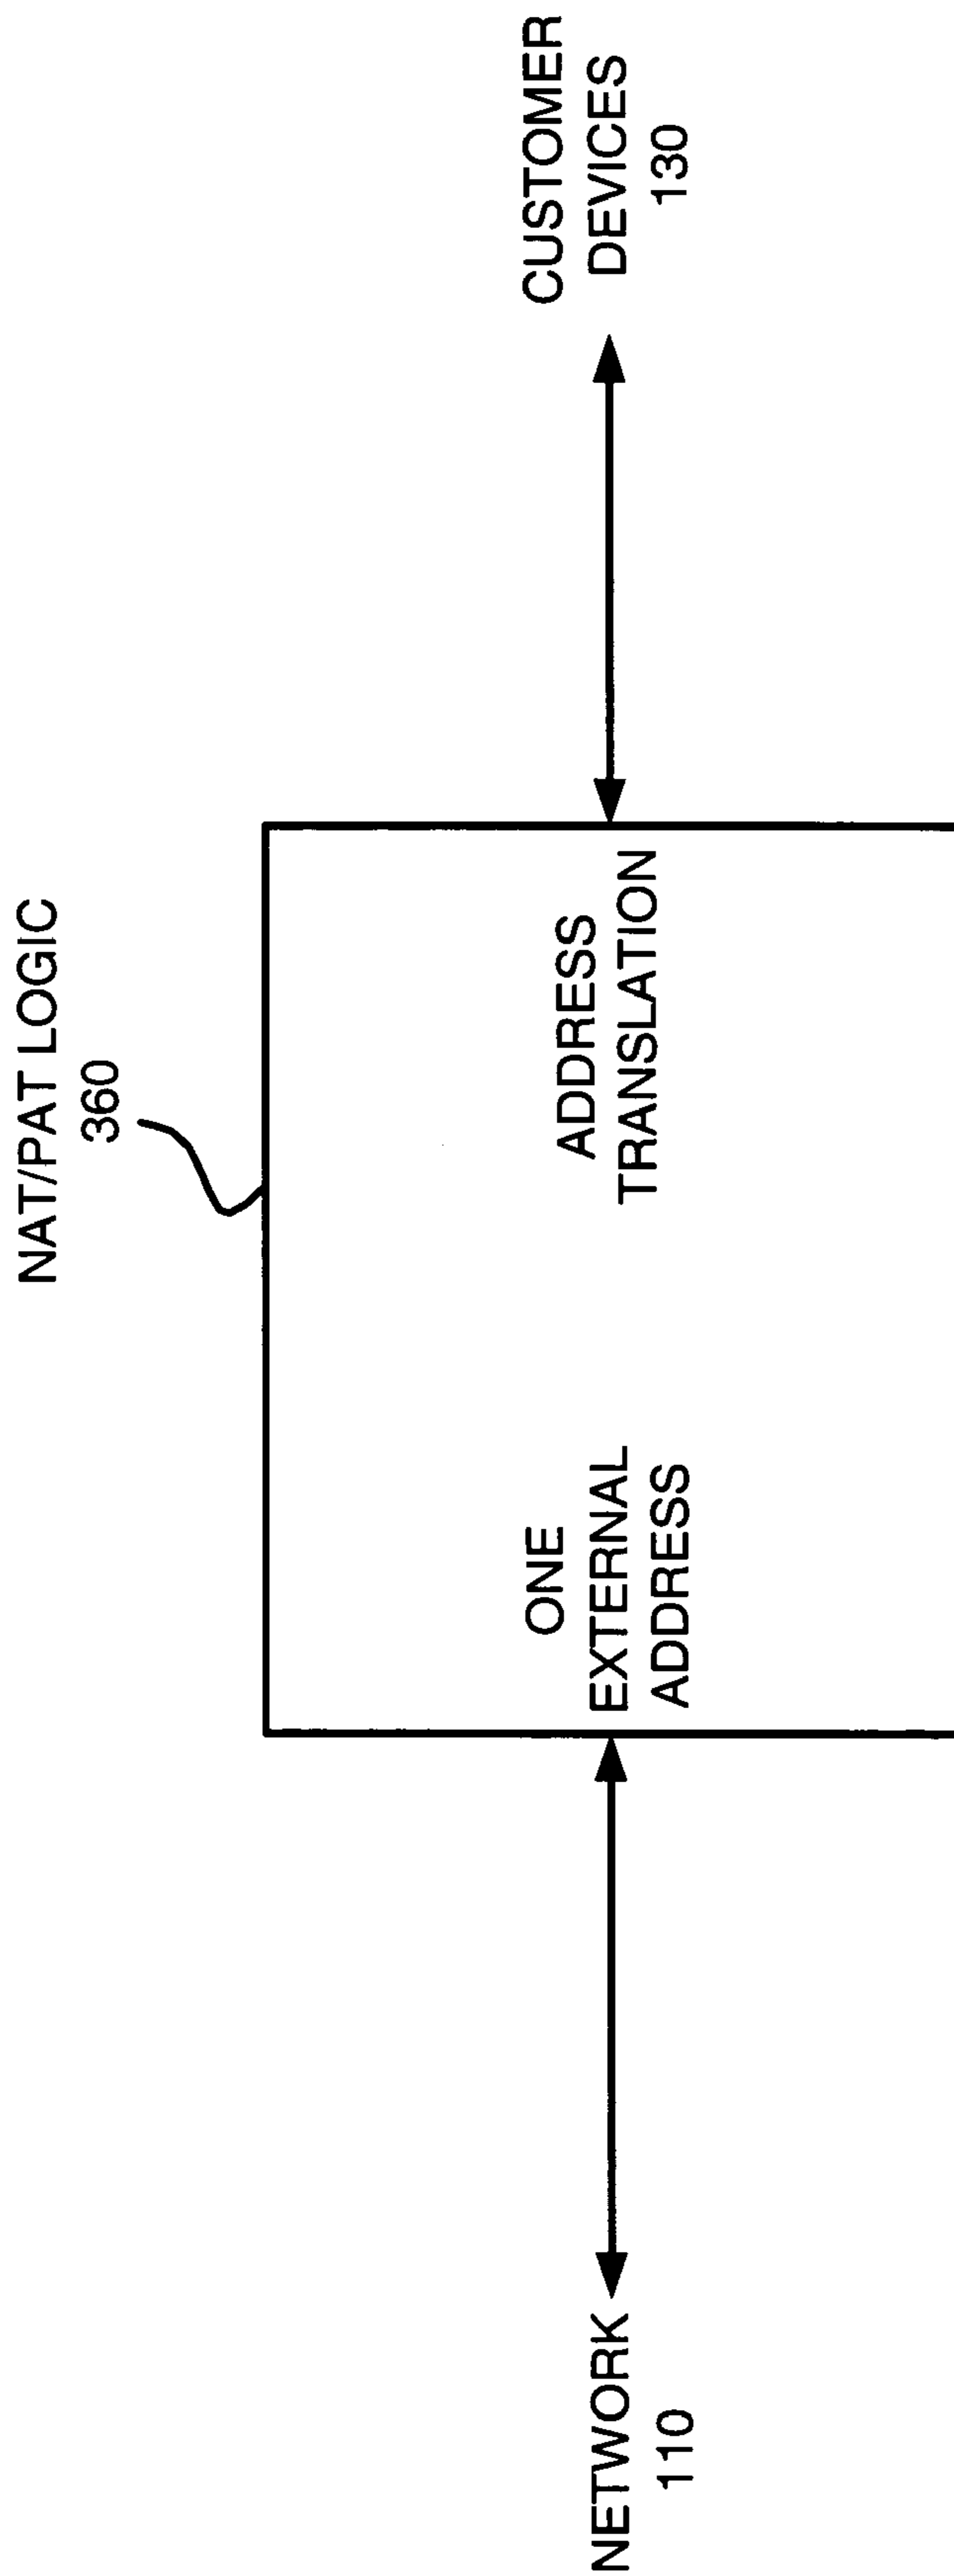 NAT/PAT LOGIC
360
NETWORK
110
ONE
EXTERNAL
ADDRESS
ADDRESS
TRANSLATION
CUSTOMER
DEVICES
130